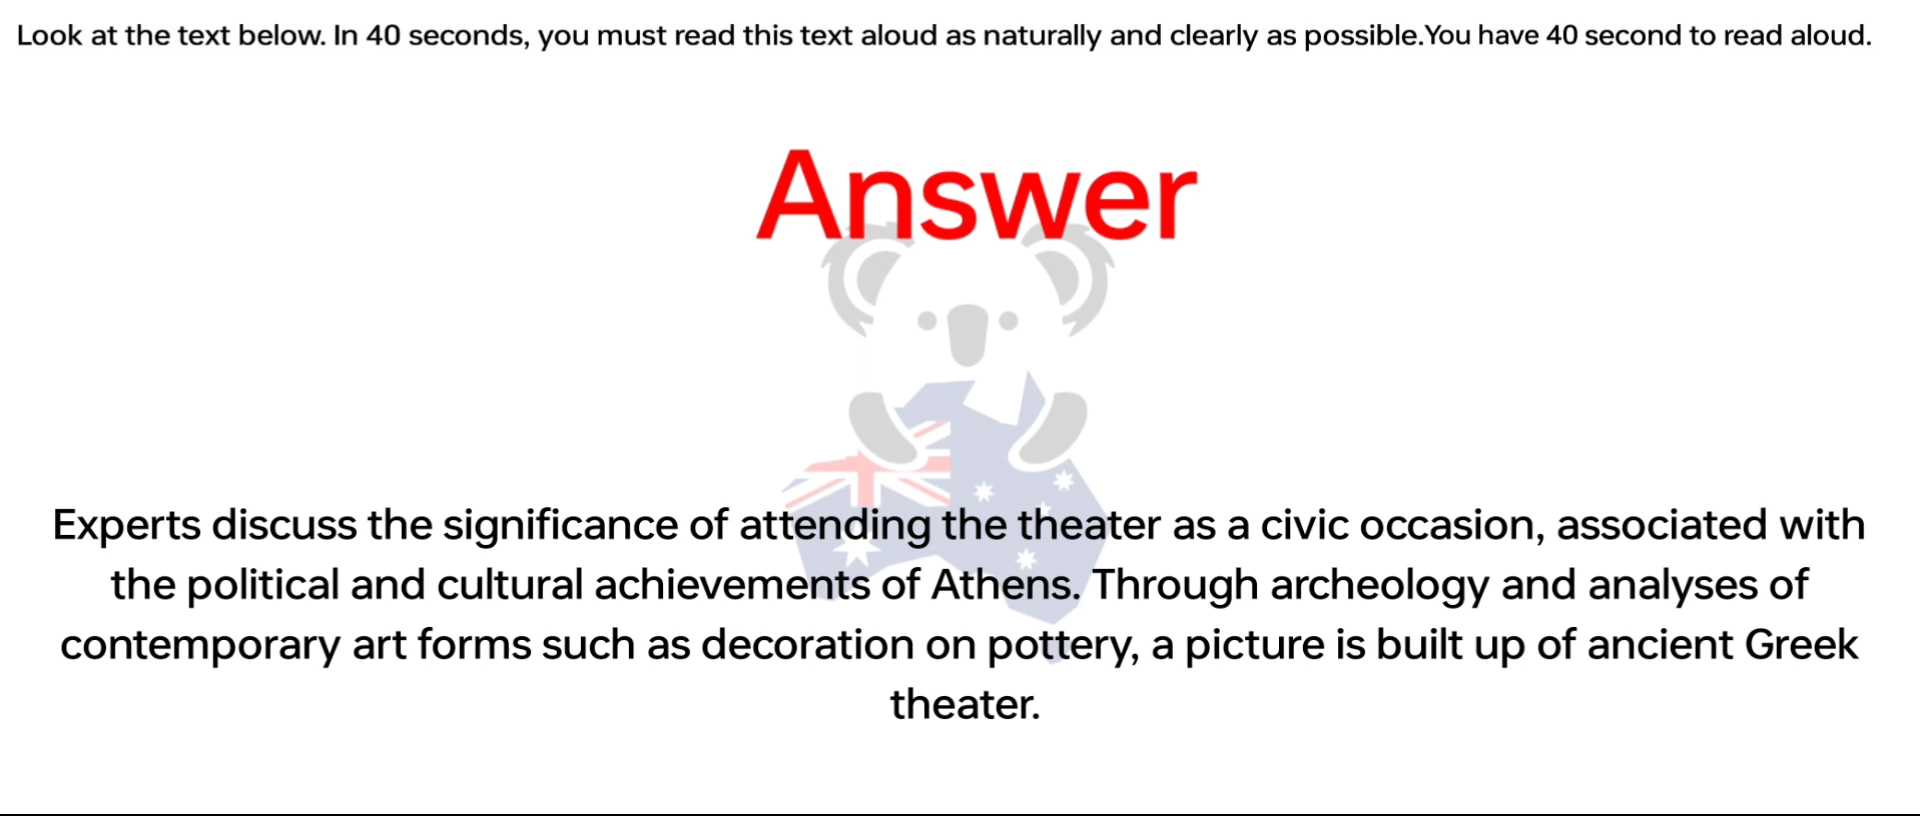 Look at the text below. In 40 seconds, you must read this text aloud as naturally and clearly as possible.You have 40 second to read aloud.
Answer
Experts discuss the significance of attending the theater as a civic occasion, associated with
the political and cultural achievements of Athens. Through archeology and analyses of
contemporary art forms such as decoration on pottery, a picture is built up of ancient Greek
theater.